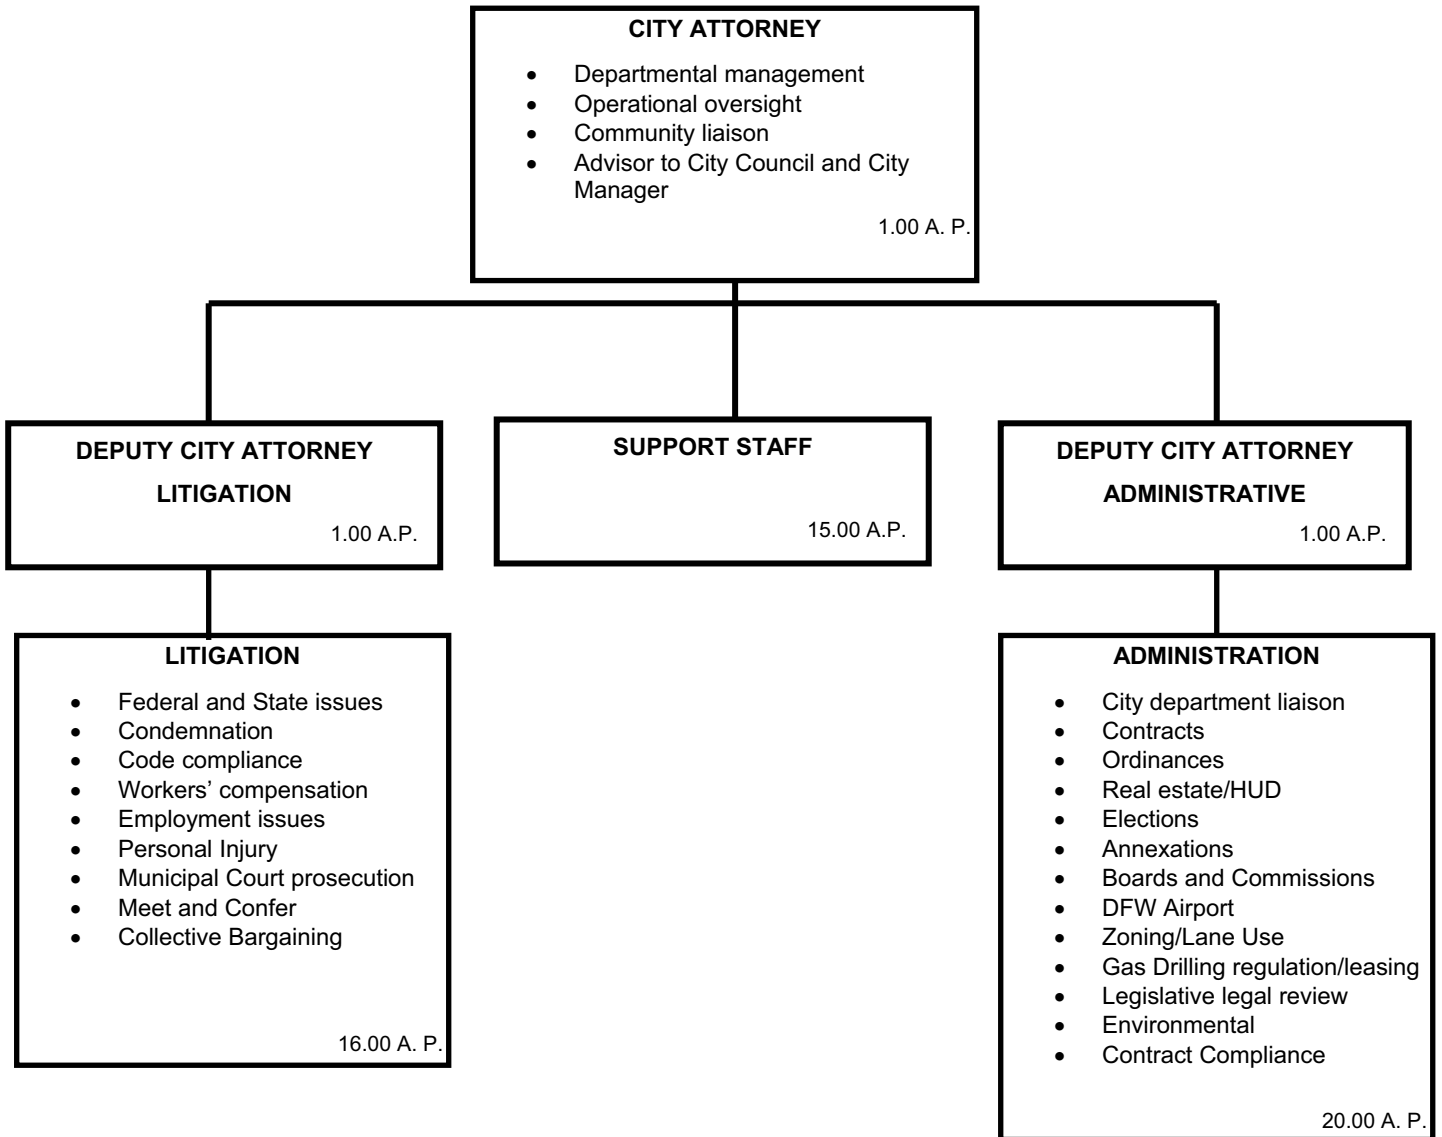 CITY ATTORNEY
• Departmental management
• Operational oversight
• Community liaison
• Advisor to City Council and City
Manager
1.00 A. P.
DEPUTY CITY ATTORNEY
LITIGATION
1.00 A.P.
SUPPORT STAFF
15.00 A.P.
DEPUTY CITY ATTORNEY
ADMINISTRATIVE
1.00 A.P.
LITIGATION
• Federal and State issues
• Condemnation
• Code compliance
• Workers’ compensation
• Employment issues
• Personal Injury
• Municipal Court prosecution
• Meet and Confer
• Collective Bargaining
16.00 A. P.
ADMINISTRATION
• City department liaison
• Contracts
• Ordinances
• Real estate/HUD
• Elections
• Annexations
• Boards and Commissions
• DFW Airport
• Zoning/Lane Use
• Gas Drilling regulation/leasing
• Legislative legal review
• Environmental
• Contract Compliance
20.00 A. P.